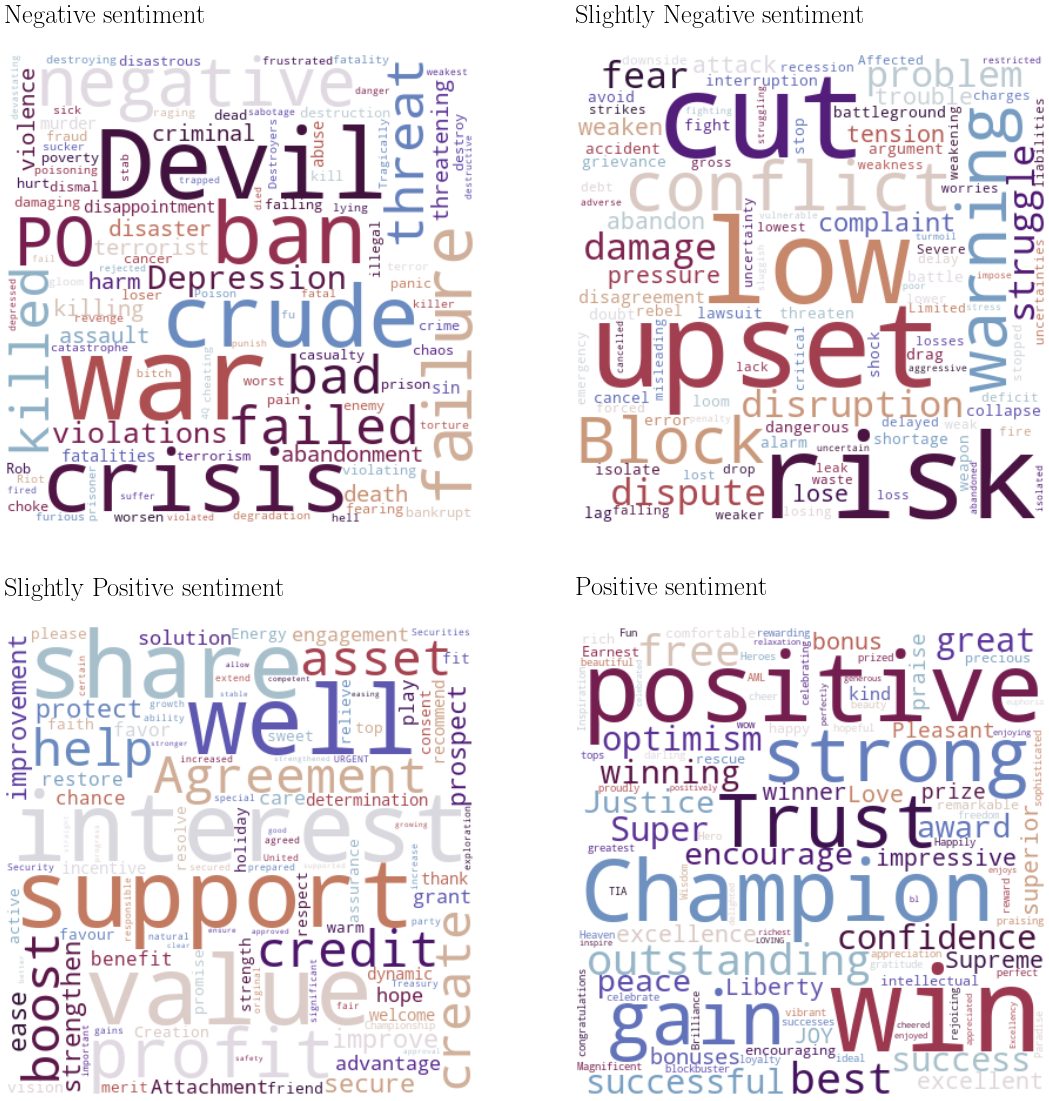 Negative sentiment
destroying disastrous frustrated fatality
devastating negative danger weakest
violence sick raging dead sabotage destruction
murder criminal threat threatening
fraud Devil abuse destroy
sucker stab Destroyers kill Tragically destructive
poverty trapped
poisoning
hurt dismal died failing lying
damaging disappointment
PO disaster ban illegal
fail terrorist
cancer
gloom rejected Depression terror
harm panic
depressed killed loser Poison fatal killer
killing crude fu failure
revenge
assault crime
catastrophe punish chaos
war casualty
bitch 4Q cheating worst bad prison sin
pain enemy
violations failed torture
fatalities terrorism abandonment
Rob violating
Riot crisis death
fired prisoner suffer
choke fearing
furious worsen violated degradation hell bankrupt
Slightly Negative sentiment
downside attack recession Affected restricted
fear interruption problem
avoid cut trouble charges
strikes fighting struggling battleground
weaken fight stop tension weakening liabilities
accident argument
grievance gross weakness
debt conflict worries warning struggle
adverse
abandon vulnerable complaint
uncertainty lowest turmoil
damage low Severe
sluggish delay
pressure battle
poor impose
disagreement lower
doubt rebel lawsuit threaten Limited stress uncertainties
emergency cancelled misleading upset critical shock losses stopped
drag
lack aggressive
cancel loom deficit
forced disruption collapse
error penalty delayed weak
Block dangerous shortage fire
alarm uncertain
isolate lost drop leak risk weapon
waste
dispute lose loss abandoned isolated
lag falling weaker losing
Slightly Positive sentiment
please solution Energy engagement Securities
improvement share asset fit
certain allow
extend competent
protect growth stable well easing play consent recommend prospect
faith favor ability relieve top
help stronger sweet
restore increased strengthened URGENT
Agreement
chance special care determination
straight progress interest growing
resolve holiday good
agreed exploration
Security incentive secured United supported
prepared
support assurance increase thank
active responsible respect grant
favour natural ensure approved warm party
clear
better boost benefit credit
strengthen promise strength original significant dynamic
Treasury
ease value hope
fair welcome
important gains Creation Championship create
profit improve
safety approval
advantage
vision merit Attachment friend secure
Positive sentiment
rich Fun comfortable rewarding bonus great
Earnest free relaxation praise
beautiful Heroes prized precious
Inspiration celebrated positive AML celebrating generous euphoria
cheer perfectly kind
beauty
optimism wow happy hopeful Pleasant enjoying
tops darling rescue strong sophisticated
winning
proudly positively winner Love prize
Justice remarkable
freedom
Super Hero Trust award superior
greatest Happily
encourage impressive
Wisdom enjoys
TIA Champion bl reward
delighted praising
Heaven excellence richest confidence
inspire LOVING
outstanding appreciation Supreme
gratitude perfect
peace Liberty intellectual
celebrate
congratulations gain Brilliance vibrant win rejoicing appreciated Excellency Paradise
successes cheered
JOY enjoyed
bonuses encouraging
loyalty ideal success
Magnificent blockbuster
successful best excellent